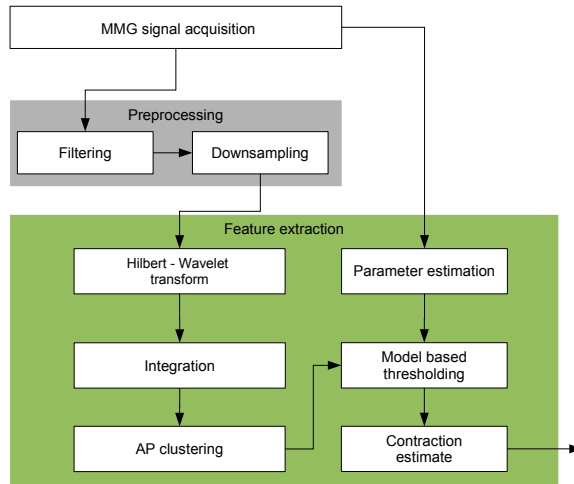 MMG signal acquisition
Preprocessing
Filtering
Downsampling
Feature extraction
Hilbert - Wavelet
transform
Parameter estimation
Integration
Model based
thresholding
AP clustering
Contraction
estimate